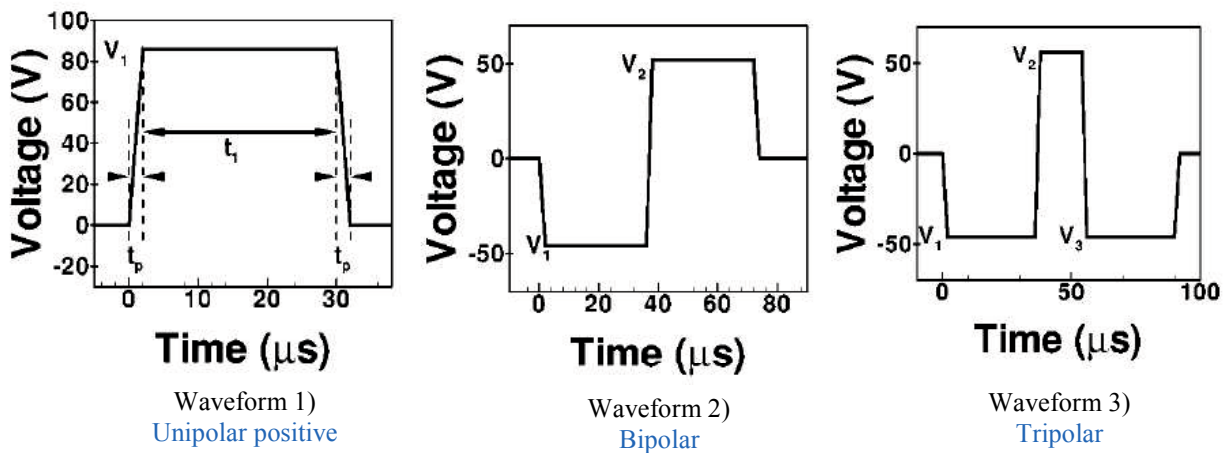 Voltage (V)
100
80
60
40
20
0
-20
V₁
t₁
tₚ
tₚ
0
10
20
30
Time (μs)
Waveform 1)
Unipolar positive
Voltage (V)
50
0
-50
V₂
V₁
0
20
40
60
80
Time (μs)
Waveform 2)
Bipolar
Voltage (V)
50
0
-50
V₂
V₁
V₃
0
50
100
Time (μs)
Waveform 3)
Tripolar